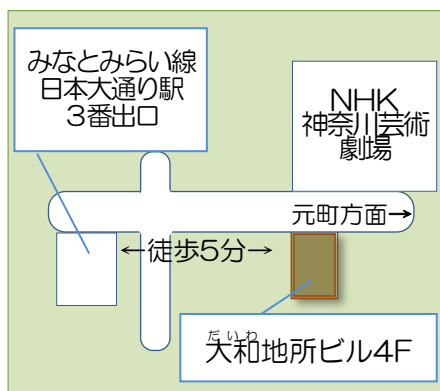 みなとみらい線
日本大通り駅
3番出口
NHK
神奈川芸術
劇場
元町方面→
←徒歩5分→
だいわ
大和地所ビル4F